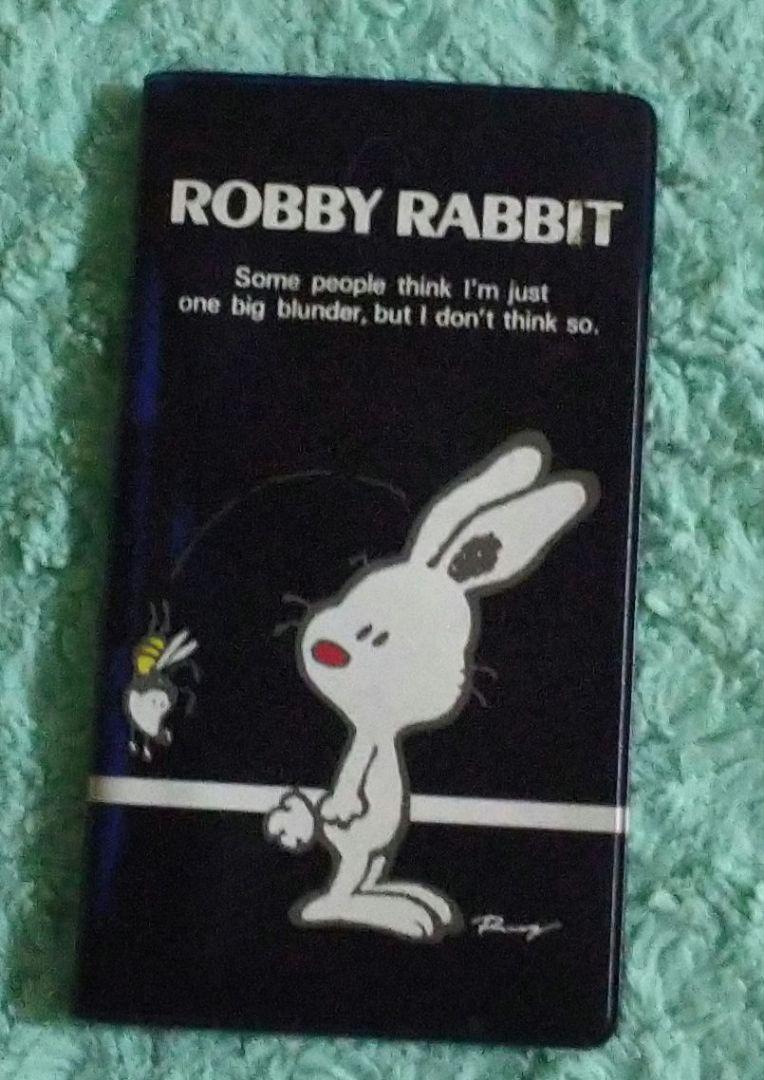 ROBBY RABBIT
Some people think I'm just
one big blunder, but I don't think so.